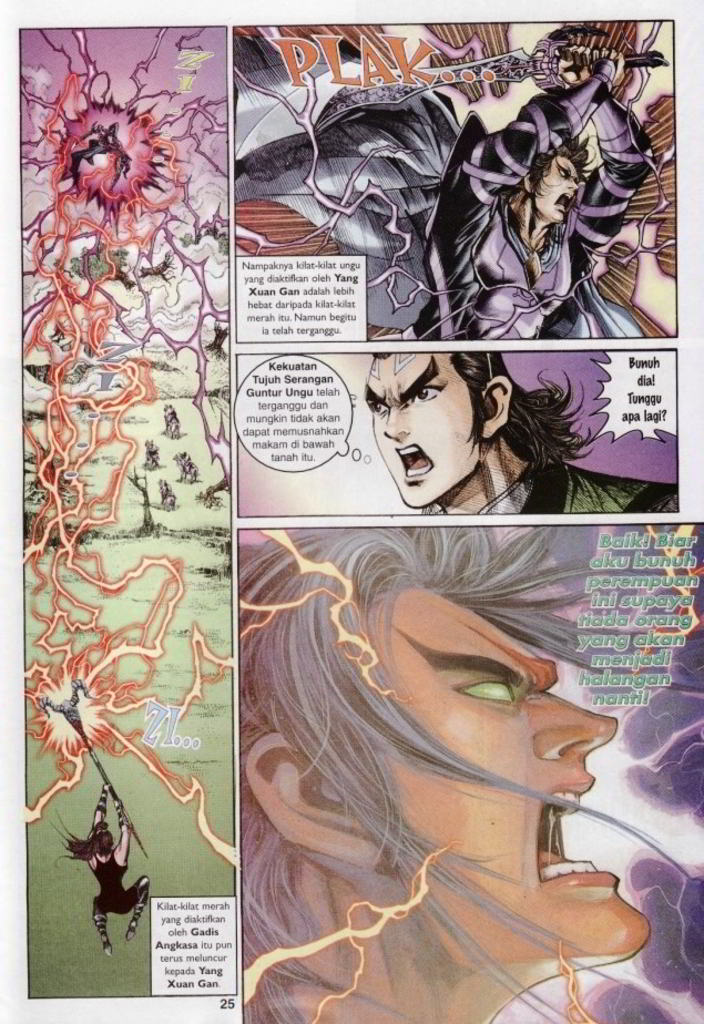 ZI...
ZI...
ZI...
Kilat-kilat merah
yang diaktifkan
oleh Gadis
Angkasa itu pun
terus meluncur
kepada Yang
Xuan Gan.
25
PLAK...
Nampaknya kilat-kilat ungu
yang diaktifkan oleh Yang
Xuan Gan adalah lebih
hebat daripada kilat-kilat
merah itu. Namun begitu
ia telah terganggu.
Kekuatan
Tujuh Serangan
Guntur Ungu telah
terganggu dan
mungkin tidak akan
dapat memusnahkan
makam di bawah
tanah itu.
Bunuh
dia!
Tunggu
apa lagi?
Baik! Biar
aku bunuh
perempuan
ini supaya
tiada orang
yang akan
menjadi
halangan
nanti!